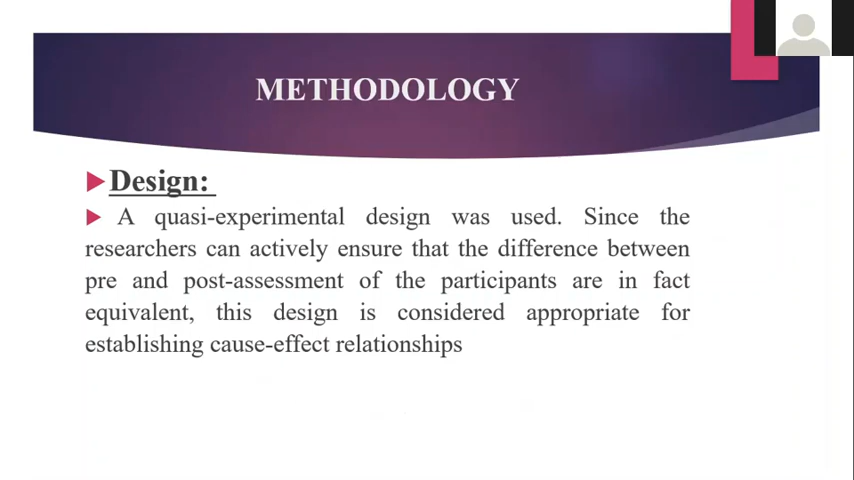 METHODOLOGY
Design:
A quasi-experimental design was used. Since the
researchers can actively ensure that the difference between
pre and post-assessment of the participants are in fact
equivalent, this design is considered appropriate for
establishing cause-effect relationships